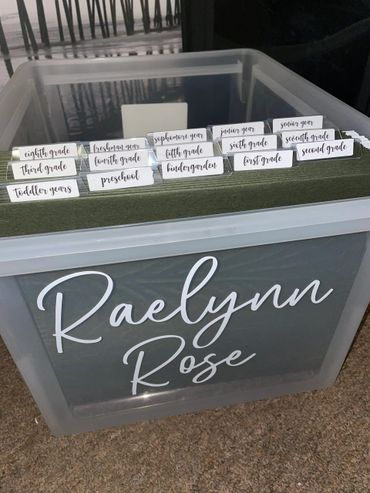 eighth grade freshman year sophomore year junior year senior year
third grade fourth grade fifth grade sixth grade seventh grade
toddler years preschool kindergarten first grade second grade
Raelynn
Rose